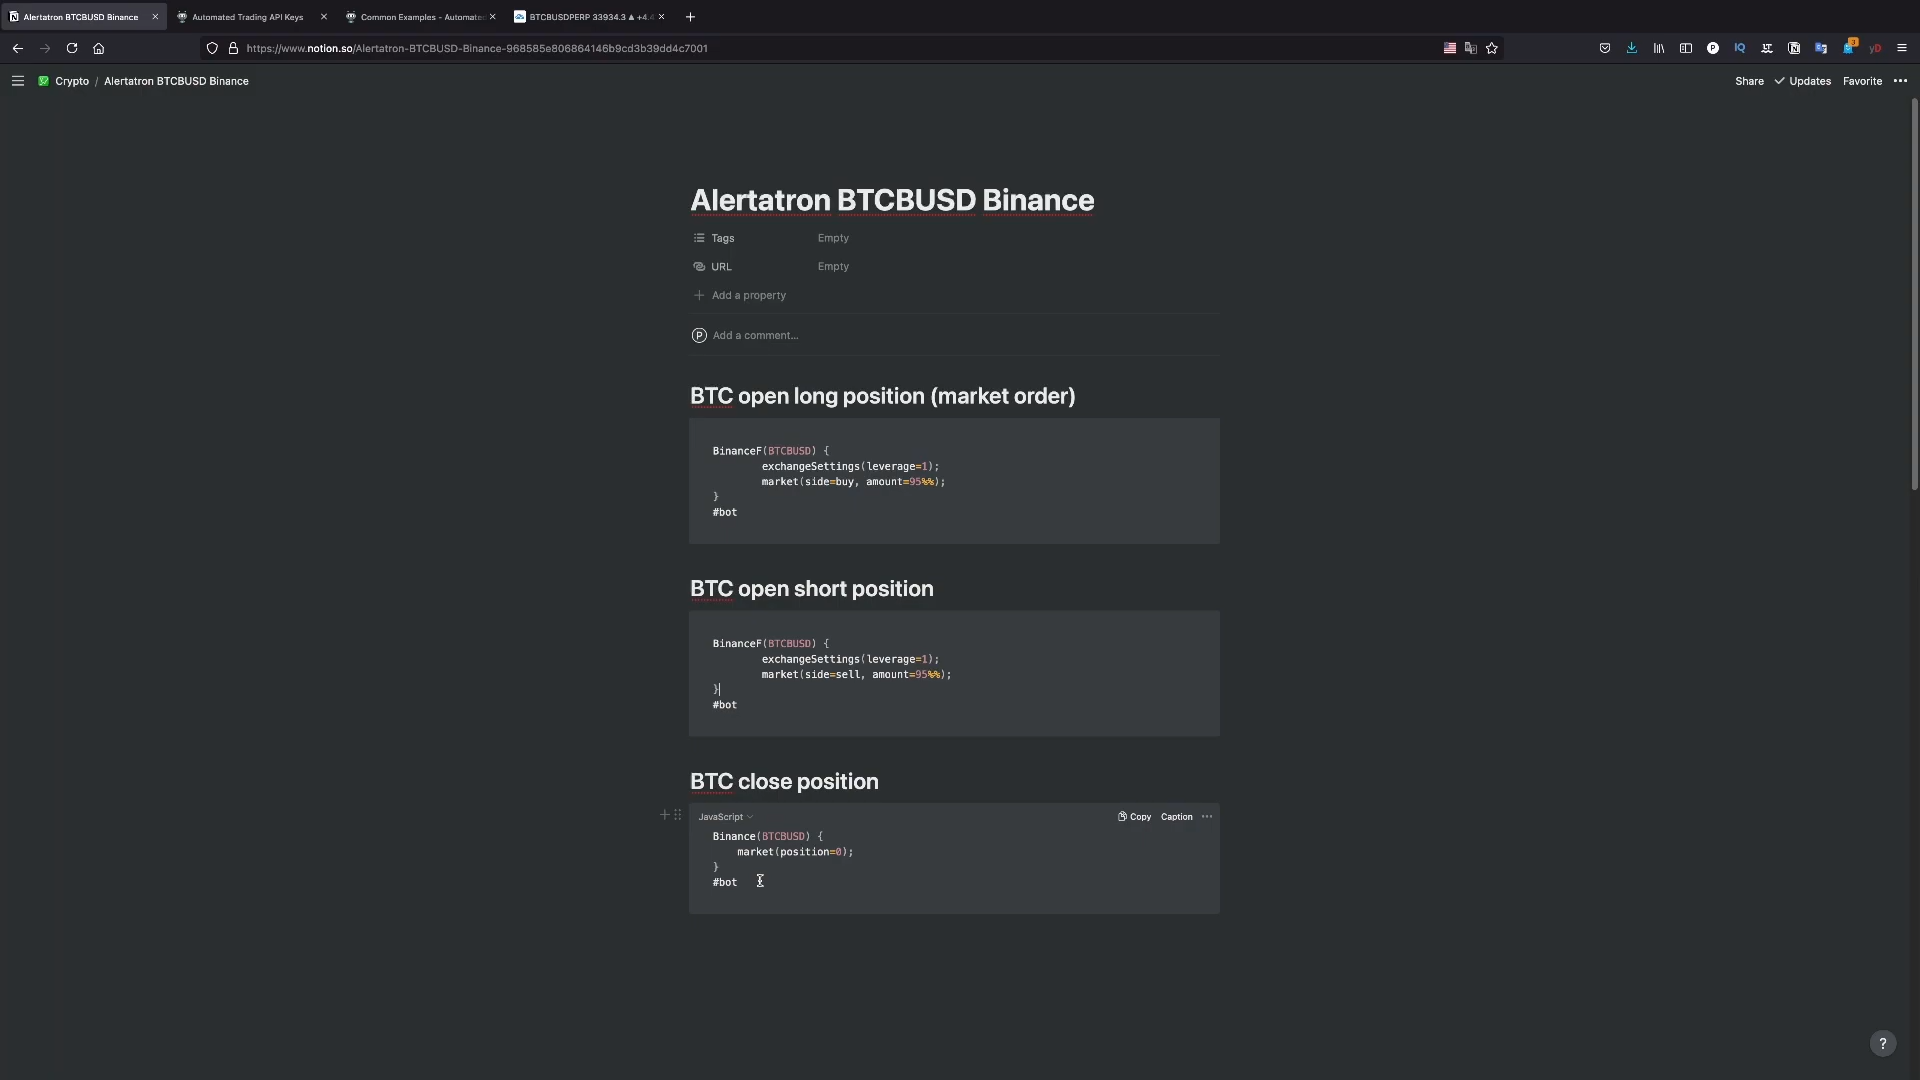 Alertatron BTCBUSD Binance
Automated Trading API Keys
Common Examples - Automate
BTCBUSDPERP 33934.3 ▲ +4.4
https://www.notion.so/Alertatron-BTCBUSD-Binance-968585e806864146b9cd3b39dd4c7001
Crypto / Alertatron BTCBUSD Binance
Share
Updates
Favorite
Alertatron BTCBUSD Binance
Tags Empty
URL Empty
Add a property
P Add a comment...
BTC open long position (market order)
BinanceF(BTCBUSD) {
exchangeSettings(leverage=1);
market(side=buy, amount=95%%);
}
#bot
BTC open short position
BinanceF(BTCBUSD) {
exchangeSettings(leverage=1);
market(side=sell, amount=95%%);
}
#bot
BTC close position
JavaScript
Copy Caption
Binance(BTCBUSD) {
market(position=0);
}
#bot
?